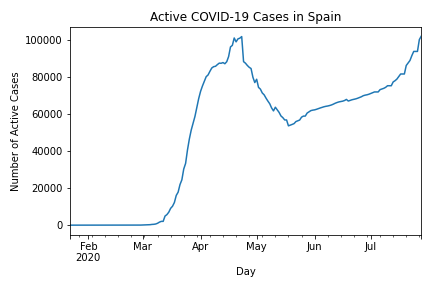 Active COVID-19 Cases in Spain
Number of Active Cases
100000
80000
60000
40000
20000
0
Feb
2020
Mar
Apr
May
Jun
Jul
Day